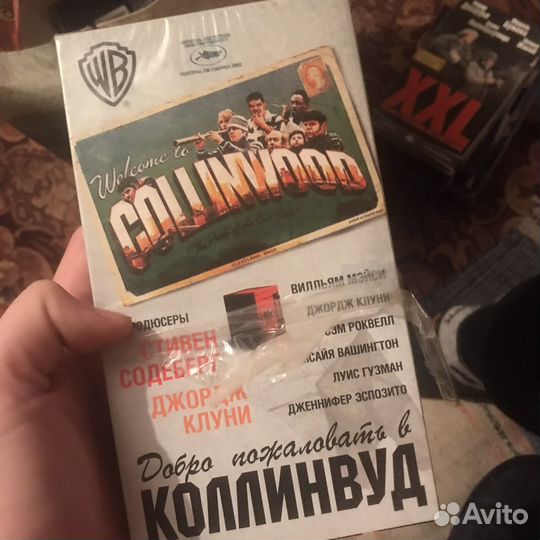 WB
FESTIVAL DE CANNES 2002
Welcome to
COLLINWOOD
CLEVELAND, OHIO
ПРОДЮСЕРЫ
СТИВЕН
СОДЕБЕРГ
ДЖОРДЖ
КЛУНИ
ВИЛЛЬЯМ МЭЙСИ
ДЖОРДЖ КЛУНИ
СЭМ РОКВЕЛЛ
ИСАЙЯ ВАШИНГТОН
ЛУИС ГУЗМАН
ДЖЕННИФЕР ЭСПОЗИТО
Добро пожаловать в
КОЛЛИНВУД
XXL
Avito